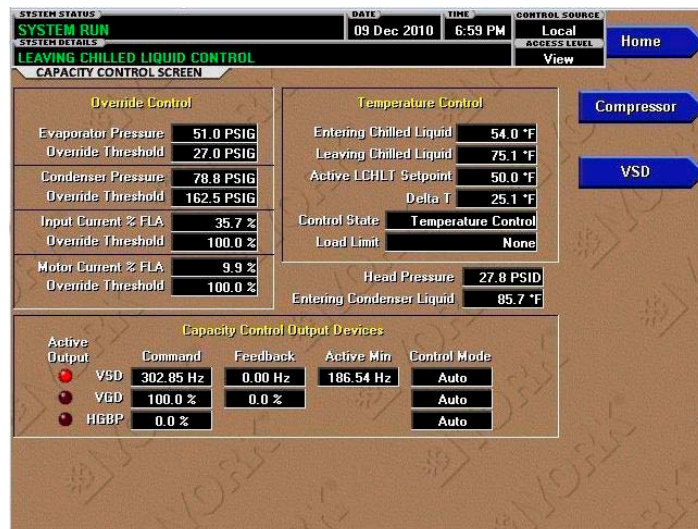 SYSTEM STATUS
SYSTEM RUN
DATE
09 Dec 2010
TIME
6:59 PM
CONTROL SOURCE
Local
SYSTEM DETAILS
LEAVING CHILLED LIQUID CONTROL
ACCESS LEVEL
View
CAPACITY CONTROL SCREEN
Home
Compressor
VSD
Override Control
Evaporator Pressure 51.0 PSIG
Override Threshold 27.0 PSIG
Condenser Pressure 78.8 PSIG
Override Threshold 162.5 PSIG
Input Current % FLA 35.7 %
Override Threshold 100.0 %
Motor Current % FLA 9.9 %
Override Threshold 100.0 %
Temperature Control
Entering Chilled Liquid 54.0 °F
Leaving Chilled Liquid 75.1 °F
Active LCHLT Setpoint 50.0 °F
Delta T 25.1 °F
Control State Temperature Control
Load Limit None
Head Pressure 27.8 PSID
Entering Condenser Liquid 85.7 °F
Capacity Control Output Devices
Active Output Command Feedback Active Min Control Mode
VSD 302.85 Hz 0.00 Hz 186.54 Hz Auto
VGD 100.0 % 0.0 % Auto
HGBP 0.0 % Auto
YORK